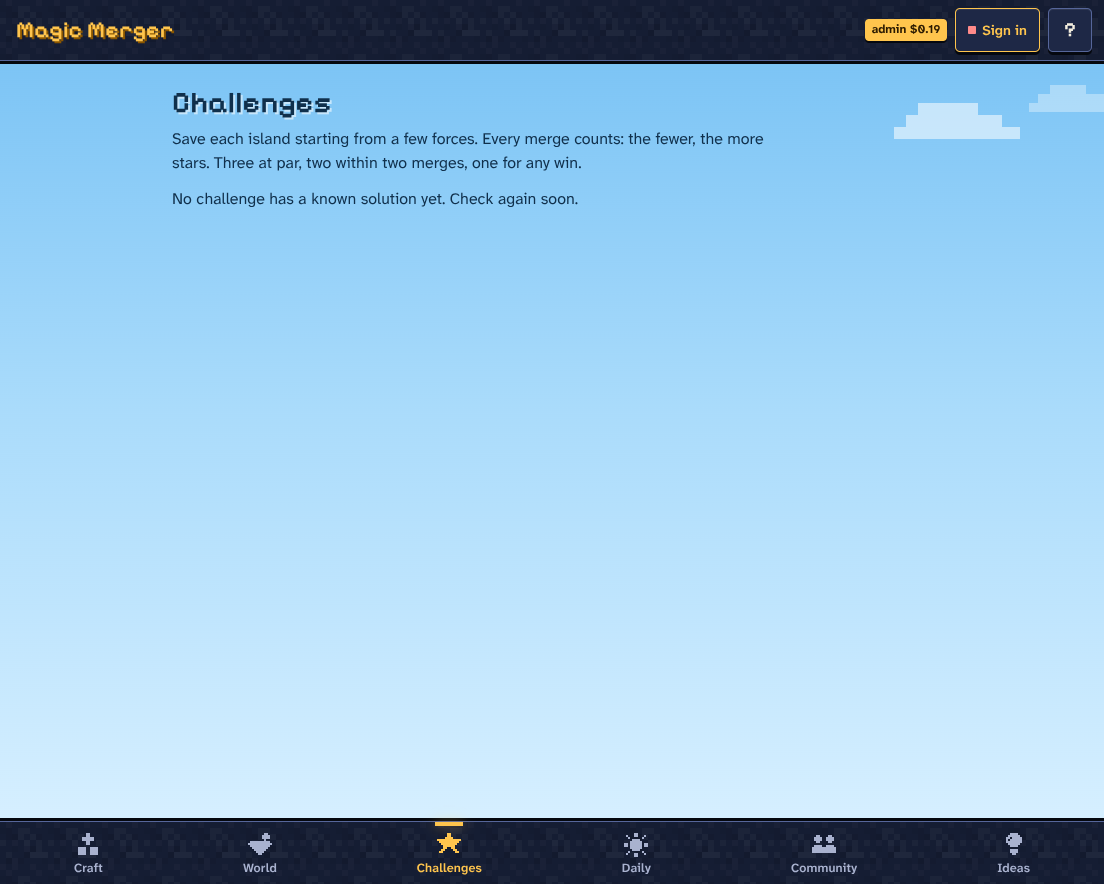 Magic Merger
admin $0.19
Sign in
?
Challenges
Save each island starting from a few forces. Every merge counts: the fewer, the more
stars. Three at par, two within two merges, one for any win.
No challenge has a known solution yet. Check again soon.
Craft
World
Challenges
Daily
Community
Ideas